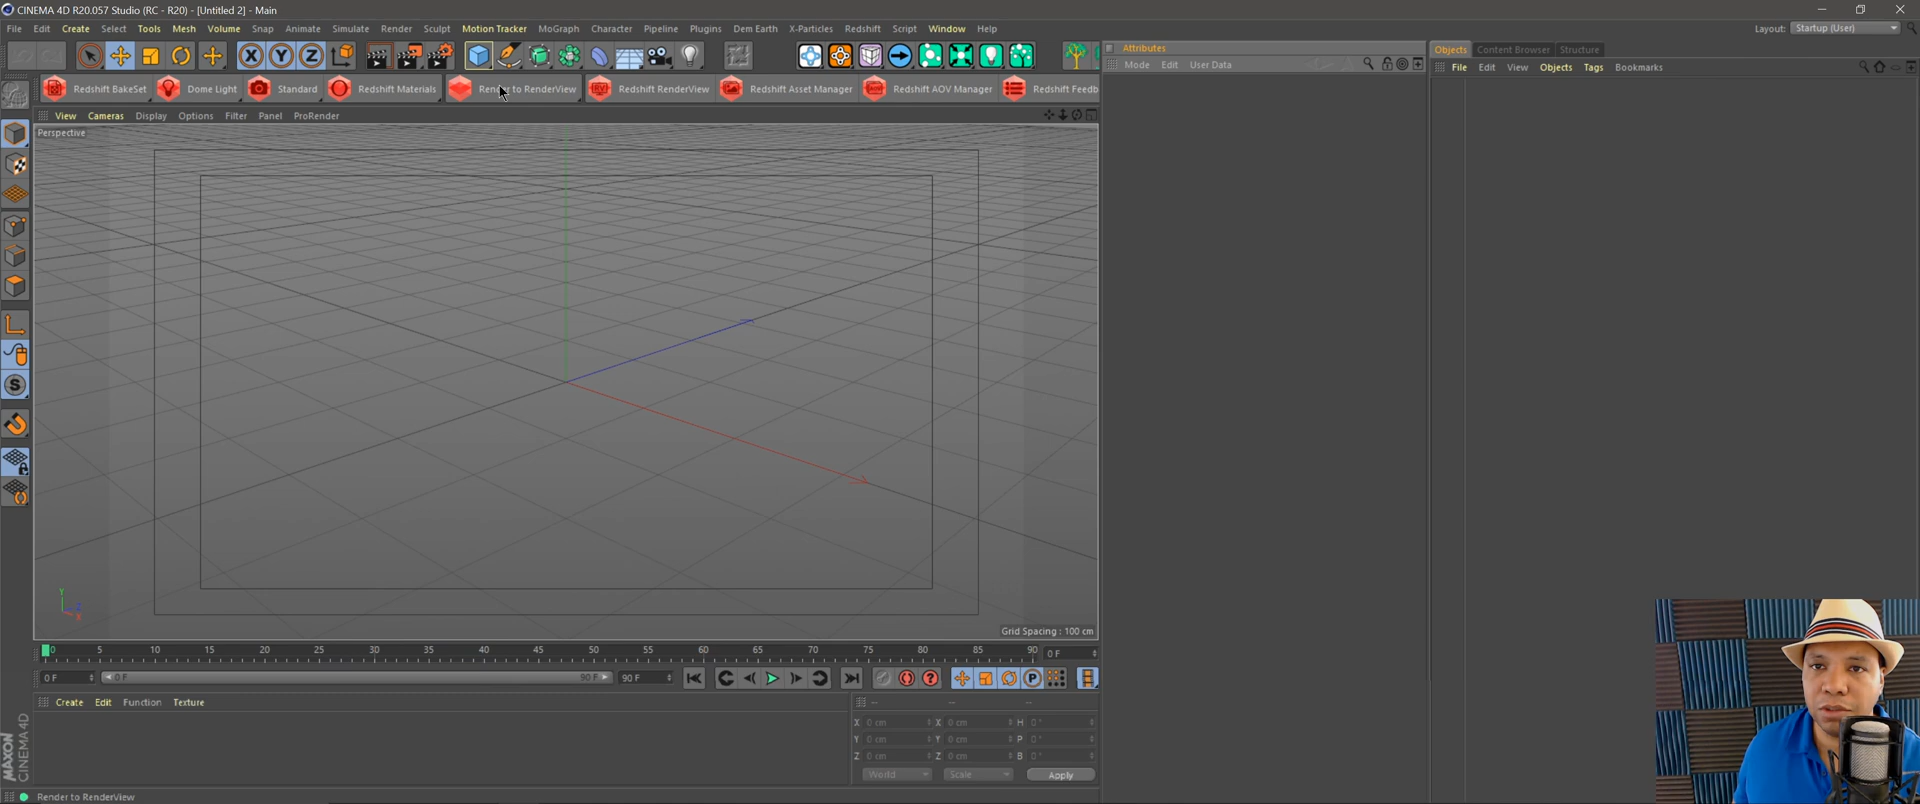 CINEMA 4D R20.057 Studio (RC - R20) - [Untitled 2] - Main
File Edit Create Select Tools Mesh Volume Snap Animate Simulate Render Sculpt Motion Tracker MoGraph Character Pipeline Plugins Dem Earth X-Particles Redshift Script Window Help
Layout: Startup (User)
X Y Z
Attributes
Objects Content Browser Structure
Mode Edit User Data
File Edit View Objects Tags Bookmarks
Redshift BakeSet Dome Light Standard Redshift Materials Render to RenderView RV Redshift RenderView Redshift Asset Manager Redshift AOV Manager Redshift Feedb
View Cameras Display Options Filter Panel ProRender
Perspective
S
Y
Z
X
Grid Spacing : 100 cm
0 5 10 15 20 25 30 35 40 45 50 55 60 65 70 75 80 85 90 0 F
0 F 0 F 90 F 90 F P
Create Edit Function Texture
-- -- --
X 0 cm X 0 cm H 0 °
Y 0 cm Y 0 cm P 0 °
Z 0 cm Z 0 cm B 0 °
World Scale Apply
MAXON
CINEMA 4D
Render to RenderView